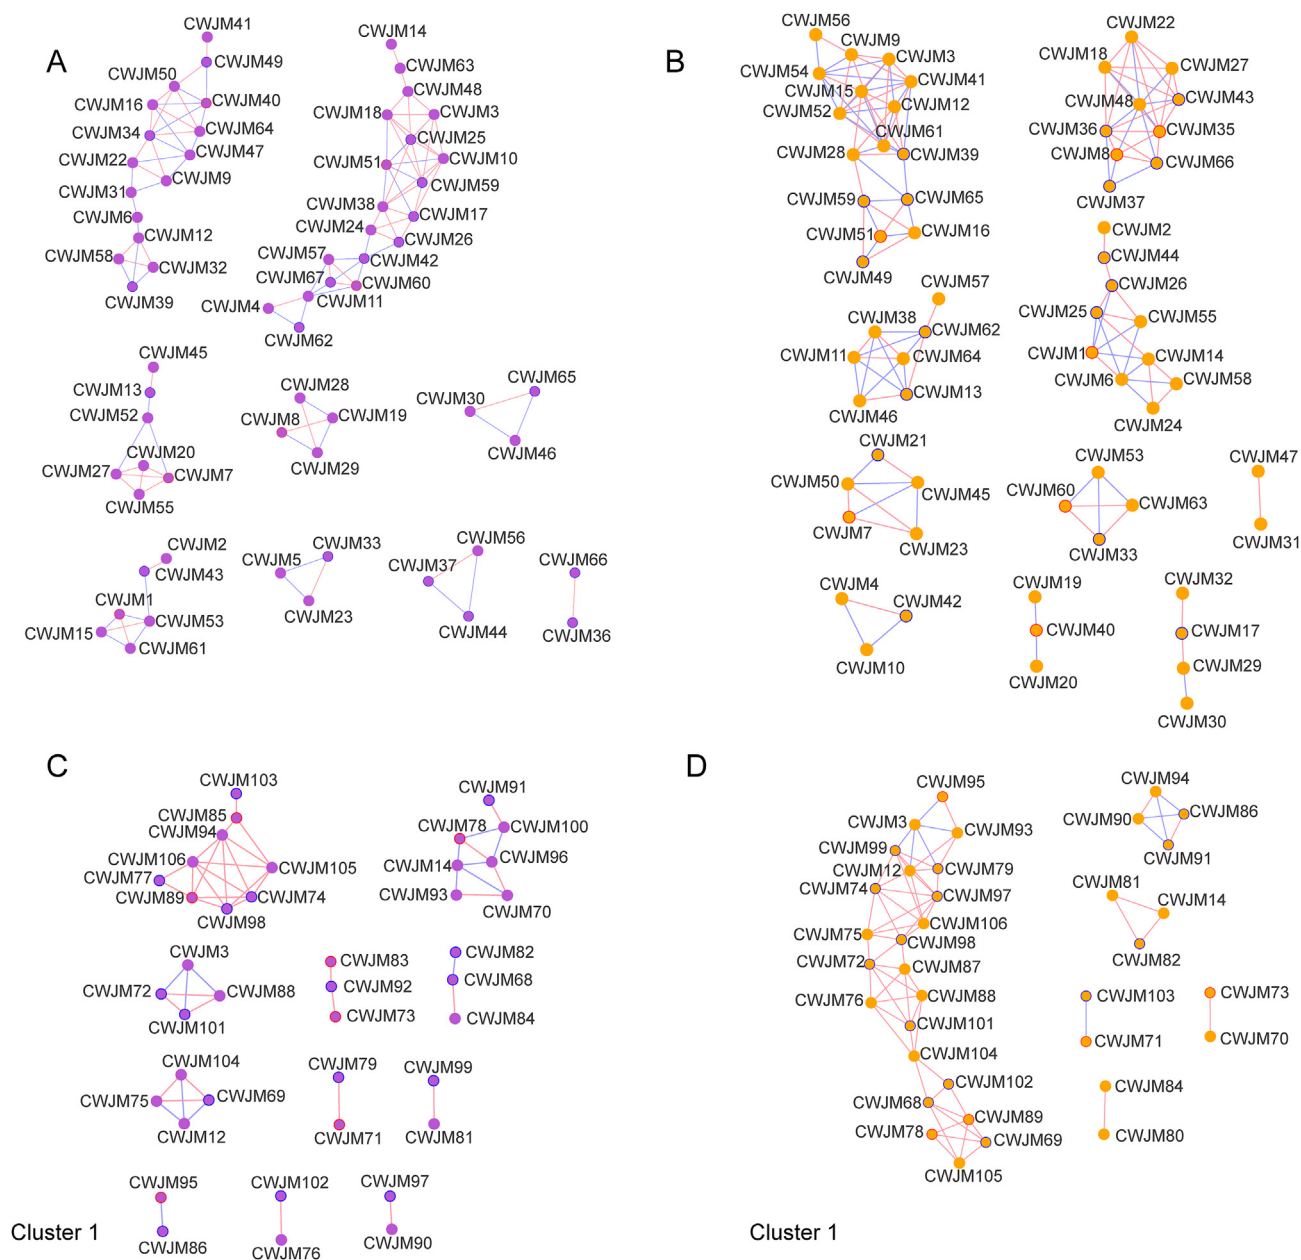 A
CWJM41
CWJM49
CWJM50
CWJM16
CWJM40
CWJM34
CWJM64
CWJM22
CWJM47
CWJM9
CWJM31
CWJM6
CWJM12
CWJM58
CWJM32
CWJM39
CWJM14
CWJM63
CWJM48
CWJM18
CWJM3
CWJM25
CWJM51
CWJM10
CWJM59
CWJM38
CWJM17
CWJM24
CWJM26
CWJM57
CWJM42
CWJM67
CWJM60
CWJM4
CWJM11
CWJM62
CWJM45
CWJM13
CWJM52
CWJM20
CWJM27
CWJM7
CWJM55
CWJM28
CWJM8
CWJM19
CWJM29
CWJM65
CWJM30
CWJM46
CWJM2
CWJM43
CWJM1
CWJM53
CWJM15
CWJM61
CWJM33
CWJM5
CWJM23
CWJM56
CWJM37
CWJM44
CWJM66
CWJM36
B
CWJM56
CWJM9
CWJM3
CWJM54
CWJM41
CWJM15
CWJM12
CWJM52
CWJM61
CWJM28
CWJM39
CWJM59
CWJM65
CWJM51
CWJM16
CWJM49
CWJM22
CWJM18
CWJM27
CWJM48
CWJM43
CWJM36
CWJM35
CWJM8
CWJM66
CWJM37
CWJM2
CWJM44
CWJM26
CWJM25
CWJM55
CWJM1
CWJM14
CWJM6
CWJM58
CWJM24
CWJM57
CWJM38
CWJM62
CWJM11
CWJM64
CWJM13
CWJM46
CWJM21
CWJM50
CWJM45
CWJM7
CWJM23
CWJM53
CWJM60
CWJM63
CWJM33
CWJM47
CWJM31
CWJM4
CWJM42
CWJM10
CWJM19
CWJM40
CWJM20
CWJM32
CWJM17
CWJM29
CWJM30
C
CWJM103
CWJM85
CWJM94
CWJM106
CWJM105
CWJM77
CWJM89
CWJM74
CWJM98
CWJM91
CWJM78
CWJM100
CWJM14
CWJM96
CWJM93
CWJM70
CWJM3
CWJM72
CWJM88
CWJM101
CWJM83
CWJM92
CWJM73
CWJM82
CWJM68
CWJM84
CWJM104
CWJM75
CWJM69
CWJM12
CWJM79
CWJM71
CWJM99
CWJM81
CWJM95
CWJM86
CWJM102
CWJM76
CWJM97
CWJM90
Cluster 1
D
CWJM95
CWJM3
CWJM93
CWJM99
CWJM12
CWJM79
CWJM74
CWJM97
CWJM106
CWJM75
CWJM98
CWJM72
CWJM87
CWJM76
CWJM88
CWJM101
CWJM104
CWJM102
CWJM68
CWJM89
CWJM78
CWJM69
CWJM105
CWJM94
CWJM86
CWJM90
CWJM91
CWJM81
CWJM14
CWJM82
CWJM103
CWJM71
CWJM73
CWJM70
CWJM84
CWJM80
Cluster 1